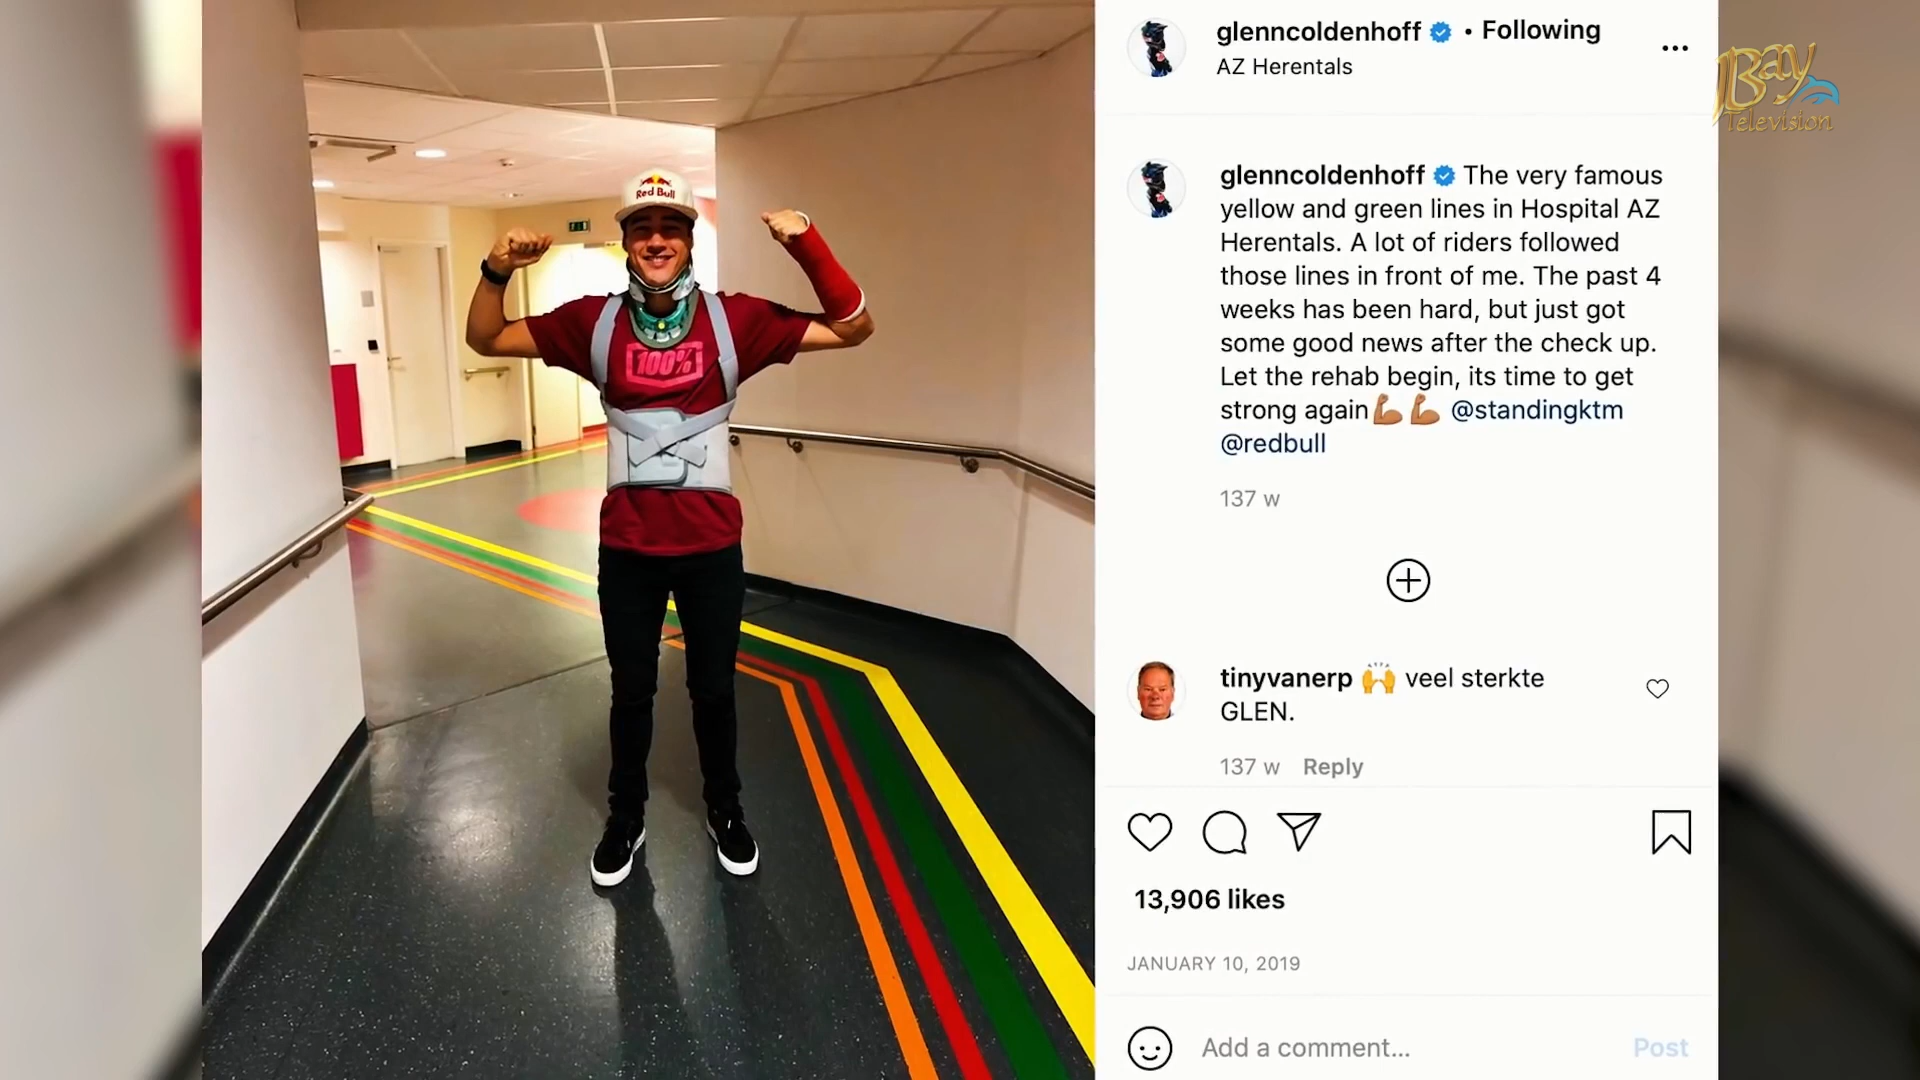 Red Bull
100%
glenncoldenhoff • Following
AZ Herentals
JBay
Television
glenncoldenhoff The very famous
yellow and green lines in Hospital AZ
Herentals. A lot of riders followed
those lines in front of me. The past 4
weeks has been hard, but just got
some good news after the check up.
Let the rehab begin, its time to get
strong again💪🏽💪🏽 @standingktm
@redbull
137 w
tinyvanerp 🙌 veel sterkte
GLEN.
137 w Reply
13,906 likes
JANUARY 10, 2019
Add a comment...
Post